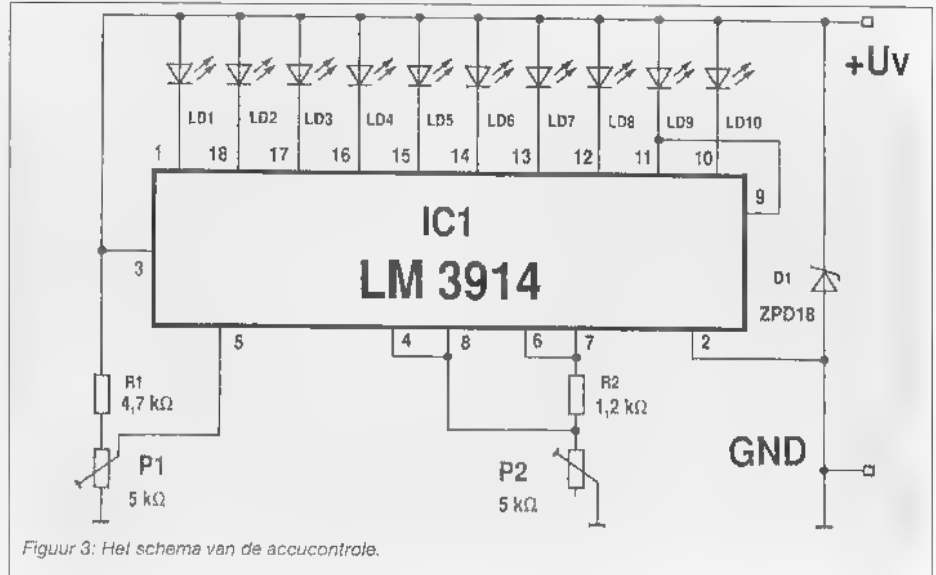 +Uv
LD1 LD2 LD3 LD4 LD5 LD6 LD7 LD8 LD9 LD10
1 18 17 16 15 14 13 12 11 10
9
IC1
LM 3914
3
D1
ZPD18
5 4 8 6 7 2
R1
4,7 kΩ
R2
1,2 kΩ
P1
5 kΩ
P2
5 kΩ
GND
Figuur 3: Het schema van de accucontrole.